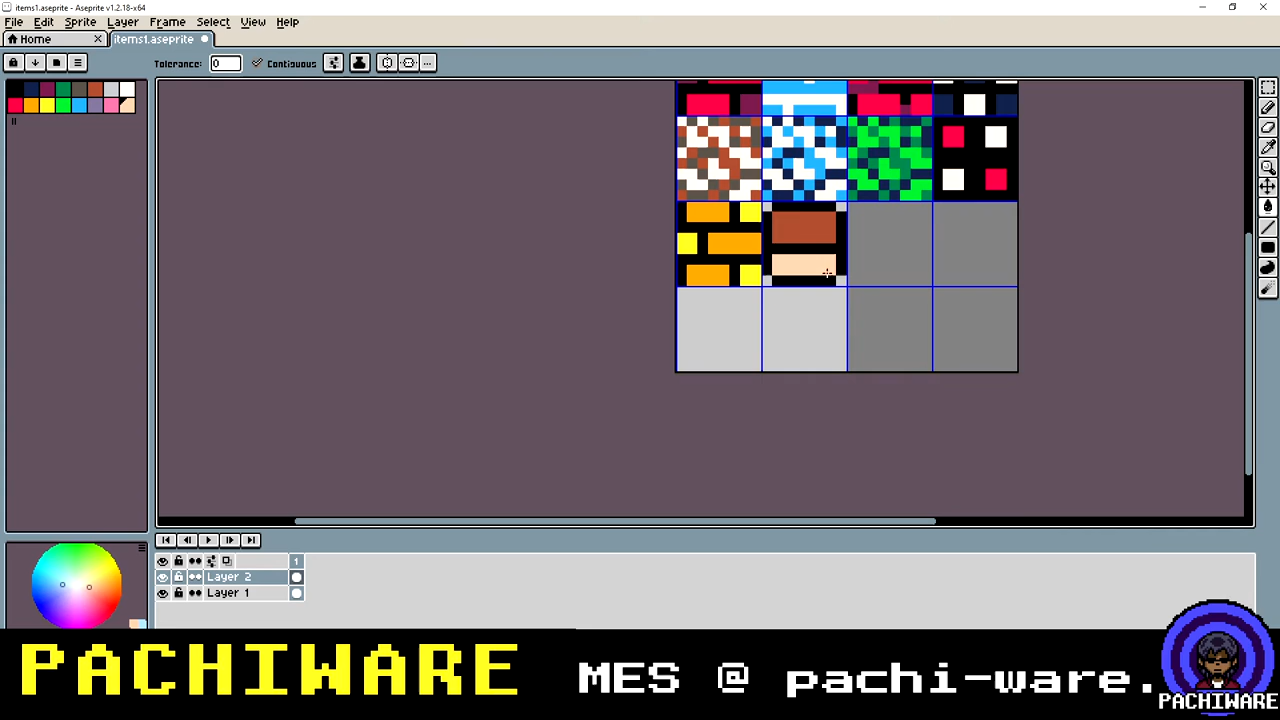 items1.aseprite - Aseprite v1.2.18-x64
File Edit Sprite Layer Frame Select View Help
Home items1.aseprite
Tolerance: 0 Continuous
1
Layer 2
Layer 1
PACHIWARE MES @ pachi-ware.
PACHIWARE